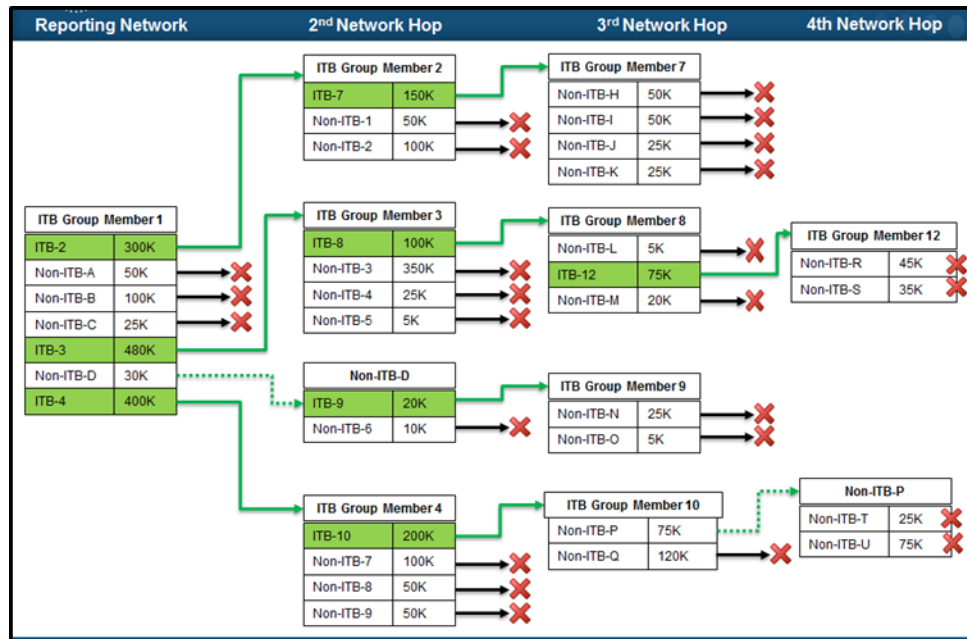 Reporting Network
2nd Network Hop
3rd Network Hop
4th Network Hop
ITB Group Member 1
ITB-2 300K
Non-ITB-A 50K
Non-ITB-B 100K
Non-ITB-C 25K
ITB-3 480K
Non-ITB-D 30K
ITB-4 400K
ITB Group Member 2
ITB-7 150K
Non-ITB-1 50K
Non-ITB-2 100K
ITB Group Member 3
ITB-8 100K
Non-ITB-3 350K
Non-ITB-4 25K
Non-ITB-5 5K
Non-ITB-D
ITB-9 20K
Non-ITB-6 10K
ITB Group Member 4
ITB-10 200K
Non-ITB-7 100K
Non-ITB-8 50K
Non-ITB-9 50K
ITB Group Member 7
Non-ITB-H 50K
Non-ITB-I 50K
Non-ITB-J 25K
Non-ITB-K 25K
ITB Group Member 8
Non-ITB-L 5K
ITB-12 75K
Non-ITB-M 20K
ITB Group Member 9
Non-ITB-N 25K
Non-ITB-O 5K
ITB Group Member 10
Non-ITB-P 75K
Non-ITB-Q 120K
ITB Group Member 12
Non-ITB-R 45K
Non-ITB-S 35K
Non-ITB-P
Non-ITB-T 25K
Non-ITB-U 75K